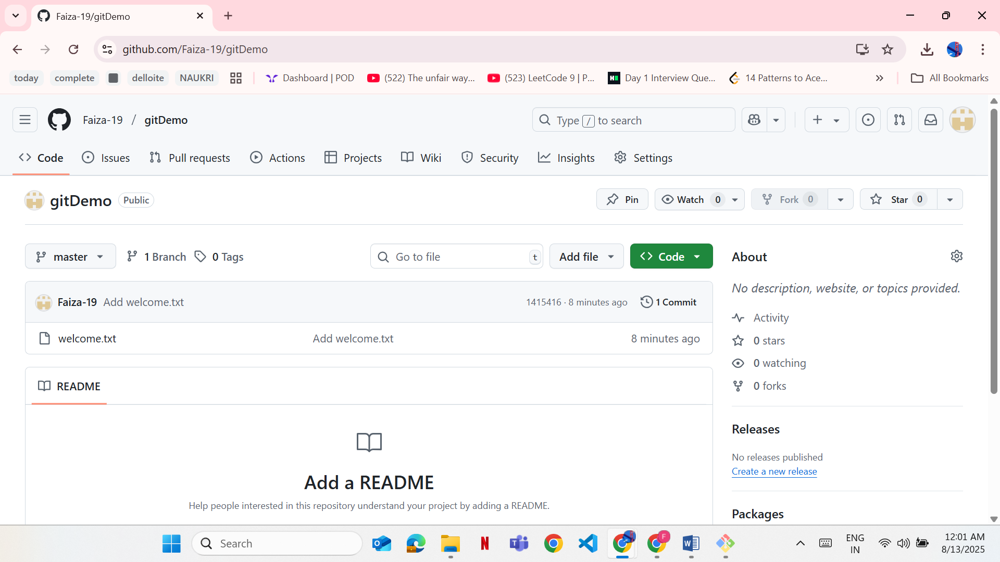 Faiza-19/gitDemo
github.com/Faiza-19/gitDemo
today complete delloite NAUKRI Dashboard | POD (522) The unfair way... (523) LeetCode 9 | P... Day 1 Interview Que... 14 Patterns to Ace... » All Bookmarks
Faiza-19 / gitDemo Type / to search
Code Issues Pull requests Actions Projects Wiki Security Insights Settings
gitDemo Public Pin Watch 0 Fork 0 Star 0
master 1 Branch 0 Tags Go to file t Add file Code About
No description, website, or topics provided.
Faiza-19 Add welcome.txt 1415416 · 8 minutes ago 1 Commit
Activity
welcome.txt Add welcome.txt 8 minutes ago 0 stars
0 watching
README 0 forks
Releases
No releases published
Create a new release
Add a README
Help people interested in this repository understand your project by adding a README.
Packages
Search ENG 12:01 AM
IN 8/13/2025